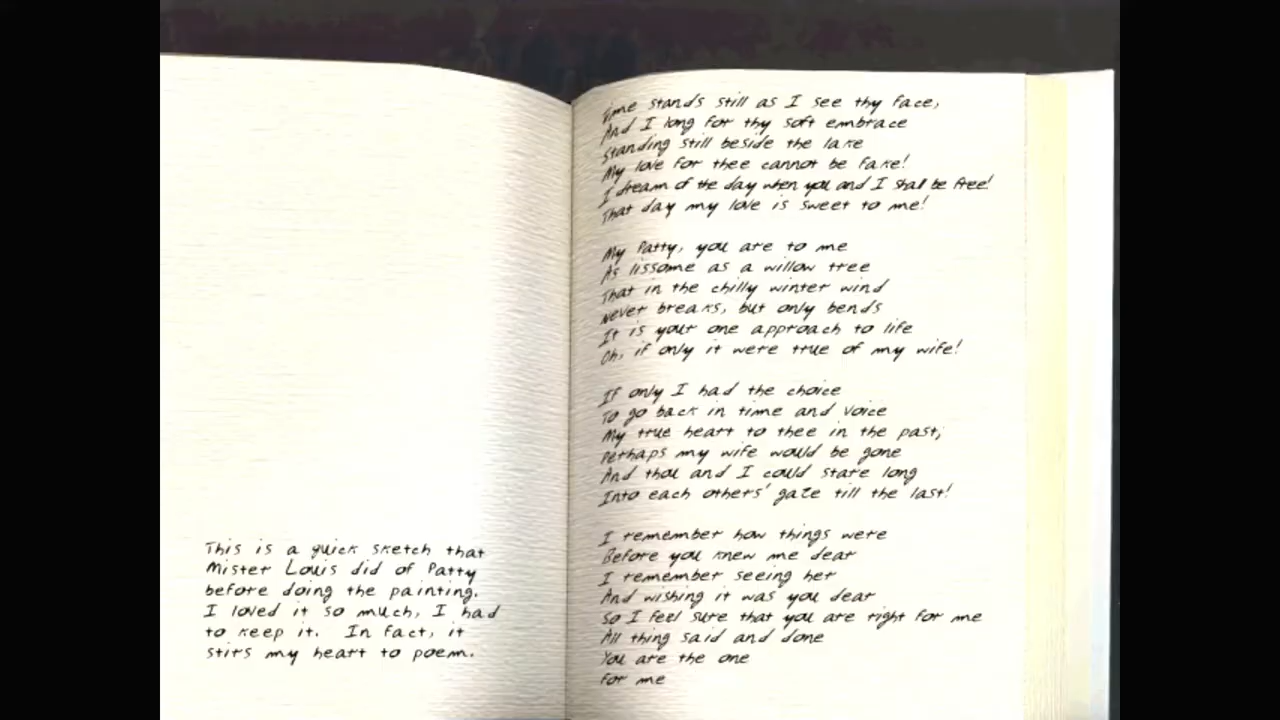 This is a quick sketch that
Mister Louis did of Patty
before doing the painting.
I loved it so much, I had
to keep it. In fact, it
stirs my heart to poem.
Time stands still as I see thy face,
And I long for thy soft embrace
Standing still beside the lake
My love for thee cannot be fake!
I dream of the day when you and I shall be free!
That day my love is sweet to me!
My Patty, you are to me
As lissome as a willow tree
That in the chilly winter wind
Never breaks, but only bends
It is your one approach to life
Oh, if only it were true of my wife!
If only I had the choice
To go back in time and voice
My true heart to thee in the past;
Perhaps my wife would be gone
And thou and I could stare long
Into each others' gaze till the last!
I remember how things were
Before you knew me dear
I remember seeing her
And wishing it was you dear
So I feel sure that you are right for me
All thing said and done
You are the one
For me